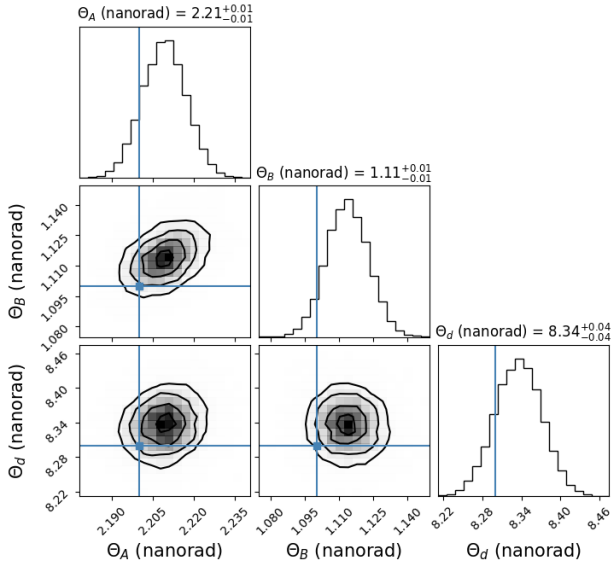 Θ_A (nanorad) = 2.21^{+0.01}_{-0.01}
Θ_B (nanorad) = 1.11^{+0.01}_{-0.01}
Θ_B (nanorad)
1.140
1.125
1.110
1.095
1.080
Θ_d (nanorad) = 8.34^{+0.04}_{-0.04}
Θ_d (nanorad)
8.46
8.40
8.34
8.28
8.22
2.190 2.205 2.220 2.235
1.080 1.095 1.110 1.140
8.22 8.28 8.34 8.40 8.46
Θ_A (nanorad) Θ_B (nanorad) Θ_d (nanorad)